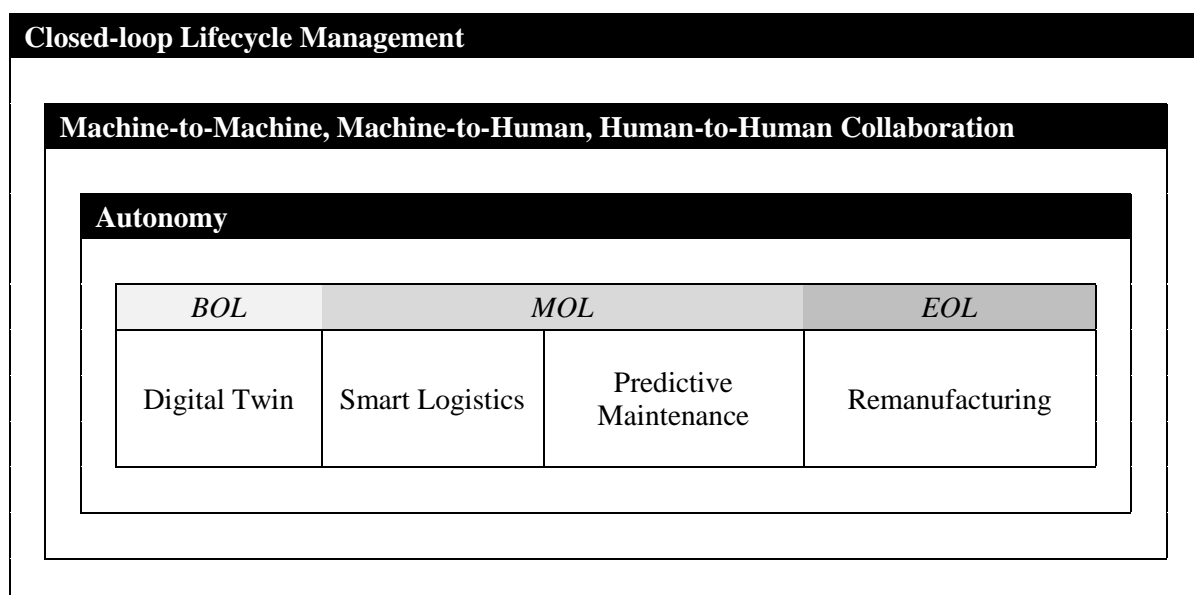 Closed-loop Lifecycle Management
Machine-to-Machine, Machine-to-Human, Human-to-Human Collaboration
Autonomy
BOL MOL EOL
Digital Twin Smart Logistics Predictive Maintenance Remanufacturing